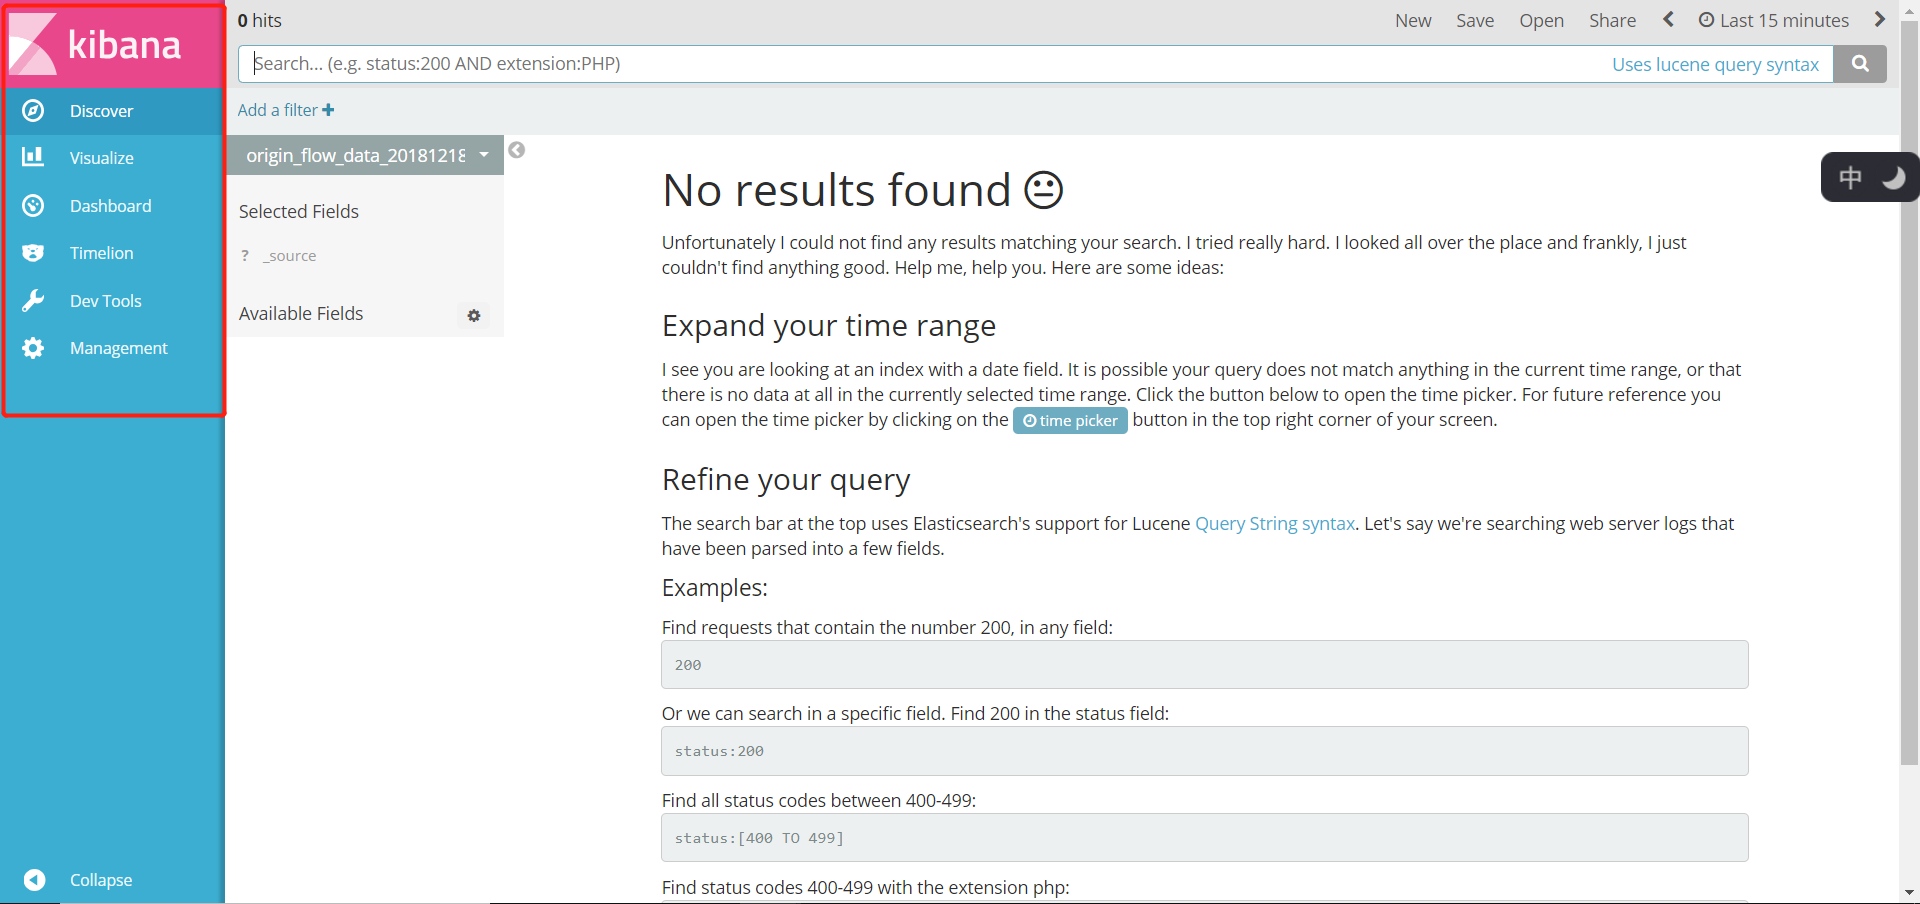 kibana
Discover
Visualize
Dashboard
Timelion
Dev Tools
Management
Collapse
0 hits
New Save Open Share Last 15 minutes
Search... (e.g. status:200 AND extension:PHP) Uses lucene query syntax
Add a filter
origin_flow_data_20181218
Selected Fields
? _source
Available Fields
No results found
Unfortunately I could not find any results matching your search. I tried really hard. I looked all over the place and frankly, I just
couldn't find anything good. Help me, help you. Here are some ideas:
Expand your time range
I see you are looking at an index with a date field. It is possible your query does not match anything in the current time range, or that
there is no data at all in the currently selected time range. Click the button below to open the time picker. For future reference you
can open the time picker by clicking on the time picker button in the top right corner of your screen.
Refine your query
The search bar at the top uses Elasticsearch's support for Lucene Query String syntax. Let's say we're searching web server logs that
have been parsed into a few fields.
Examples:
Find requests that contain the number 200, in any field:
200
Or we can search in a specific field. Find 200 in the status field:
status:200
Find all status codes between 400-499:
status:[400 TO 499]
Find status codes 400-499 with the extension php:
中